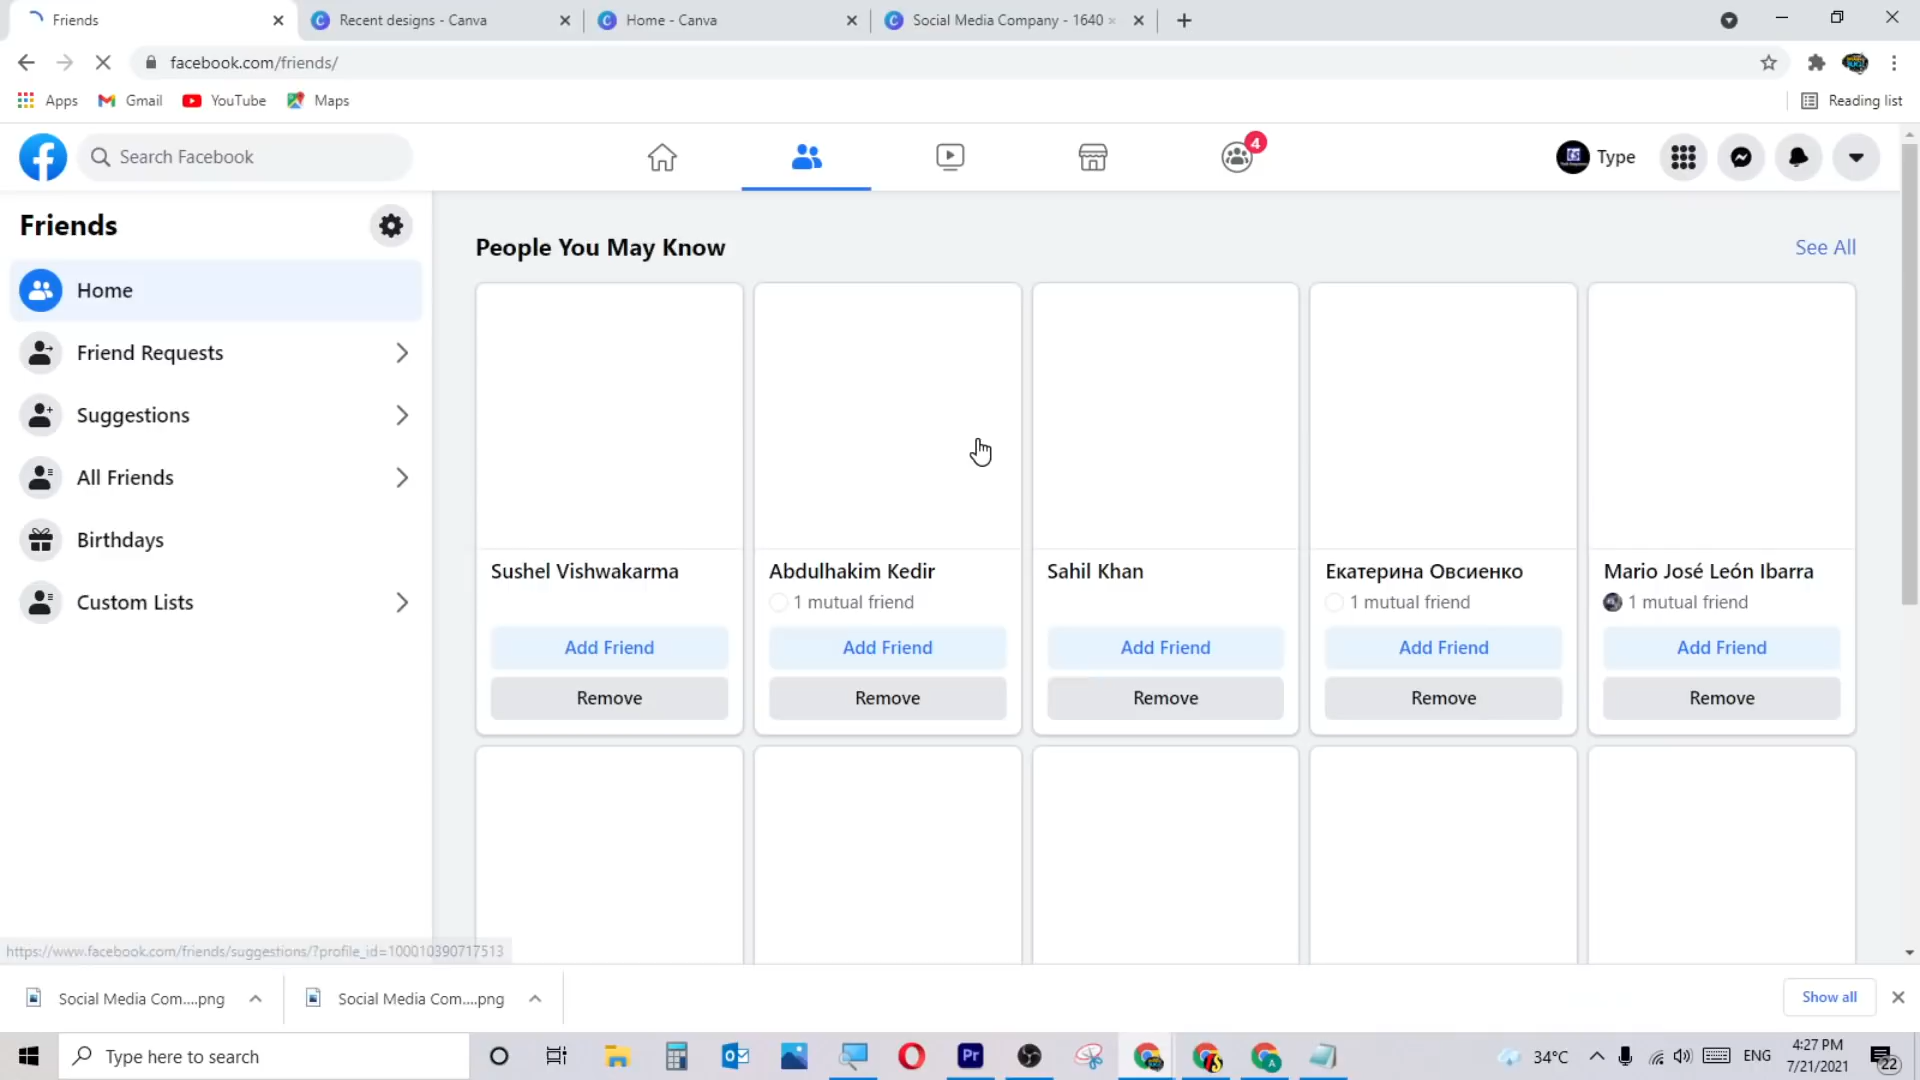 Friends
Recent designs - Canva
Home - Canva
Social Media Company - 1640 ×
facebook.com/friends/
Apps
Gmail
YouTube
Maps
Reading list
Search Facebook
4
Type
Friends
Home
Friend Requests
Suggestions
All Friends
Birthdays
Custom Lists
People You May Know
See All
Sushel Vishwakarma
Abdulhakim Kedir
Sahil Khan
Екатерина Овсиенко
Mario José León Ibarra
1 mutual friend
1 mutual friend
1 mutual friend
Add Friend
Add Friend
Add Friend
Add Friend
Add Friend
Remove
Remove
Remove
Remove
Remove
https://www.facebook.com/friends/suggestions/?profile_id=100010390717513
Social Media Com....png
Social Media Com....png
Show all
Type here to search
Pr
34°C
ENG
4:27 PM
7/21/2021
22